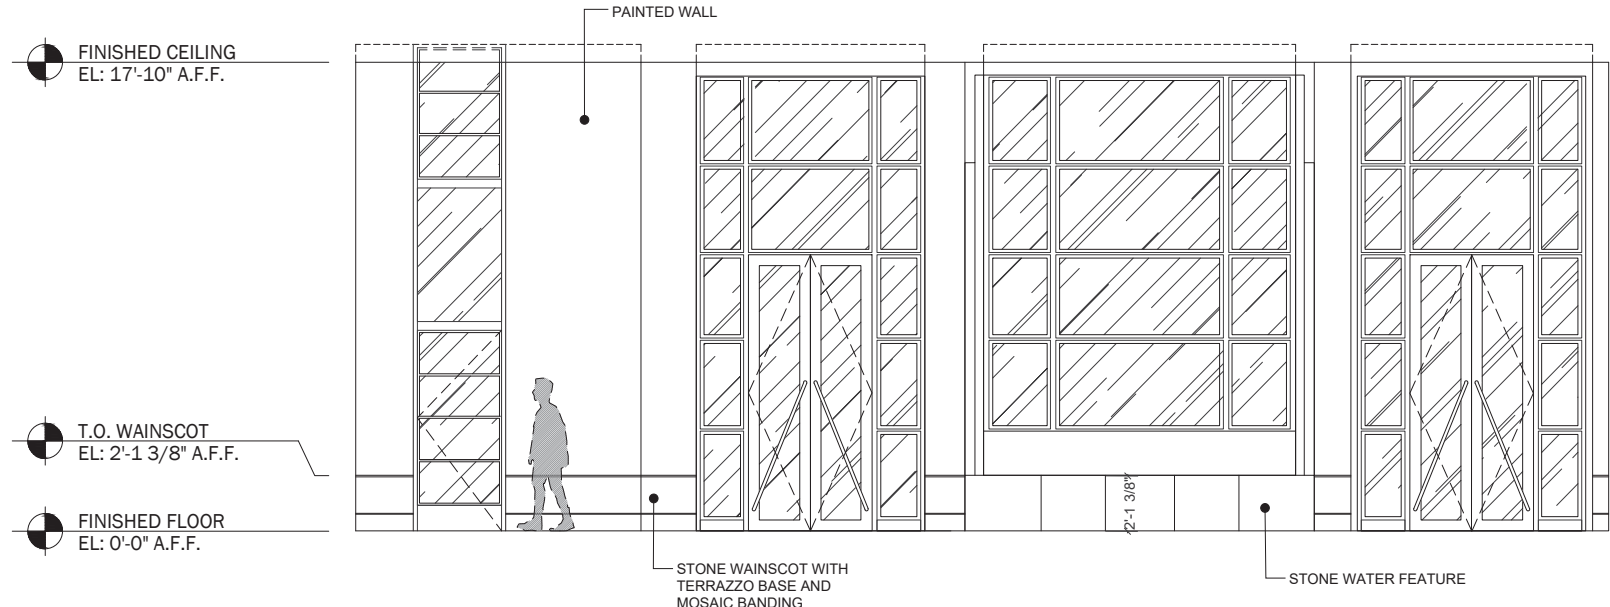 PAINTED WALL
FINISHED CEILING
EL: 17'-10" A.F.F.
T.O. WAINSCOT
EL: 2'-1 3/8" A.F.F.
2'-1 3/8"
FINISHED FLOOR
EL: 0'-0" A.F.F.
STONE WAINSCOT WITH
TERRAZZO BASE AND
MOSAIC BANDING
STONE WATER FEATURE